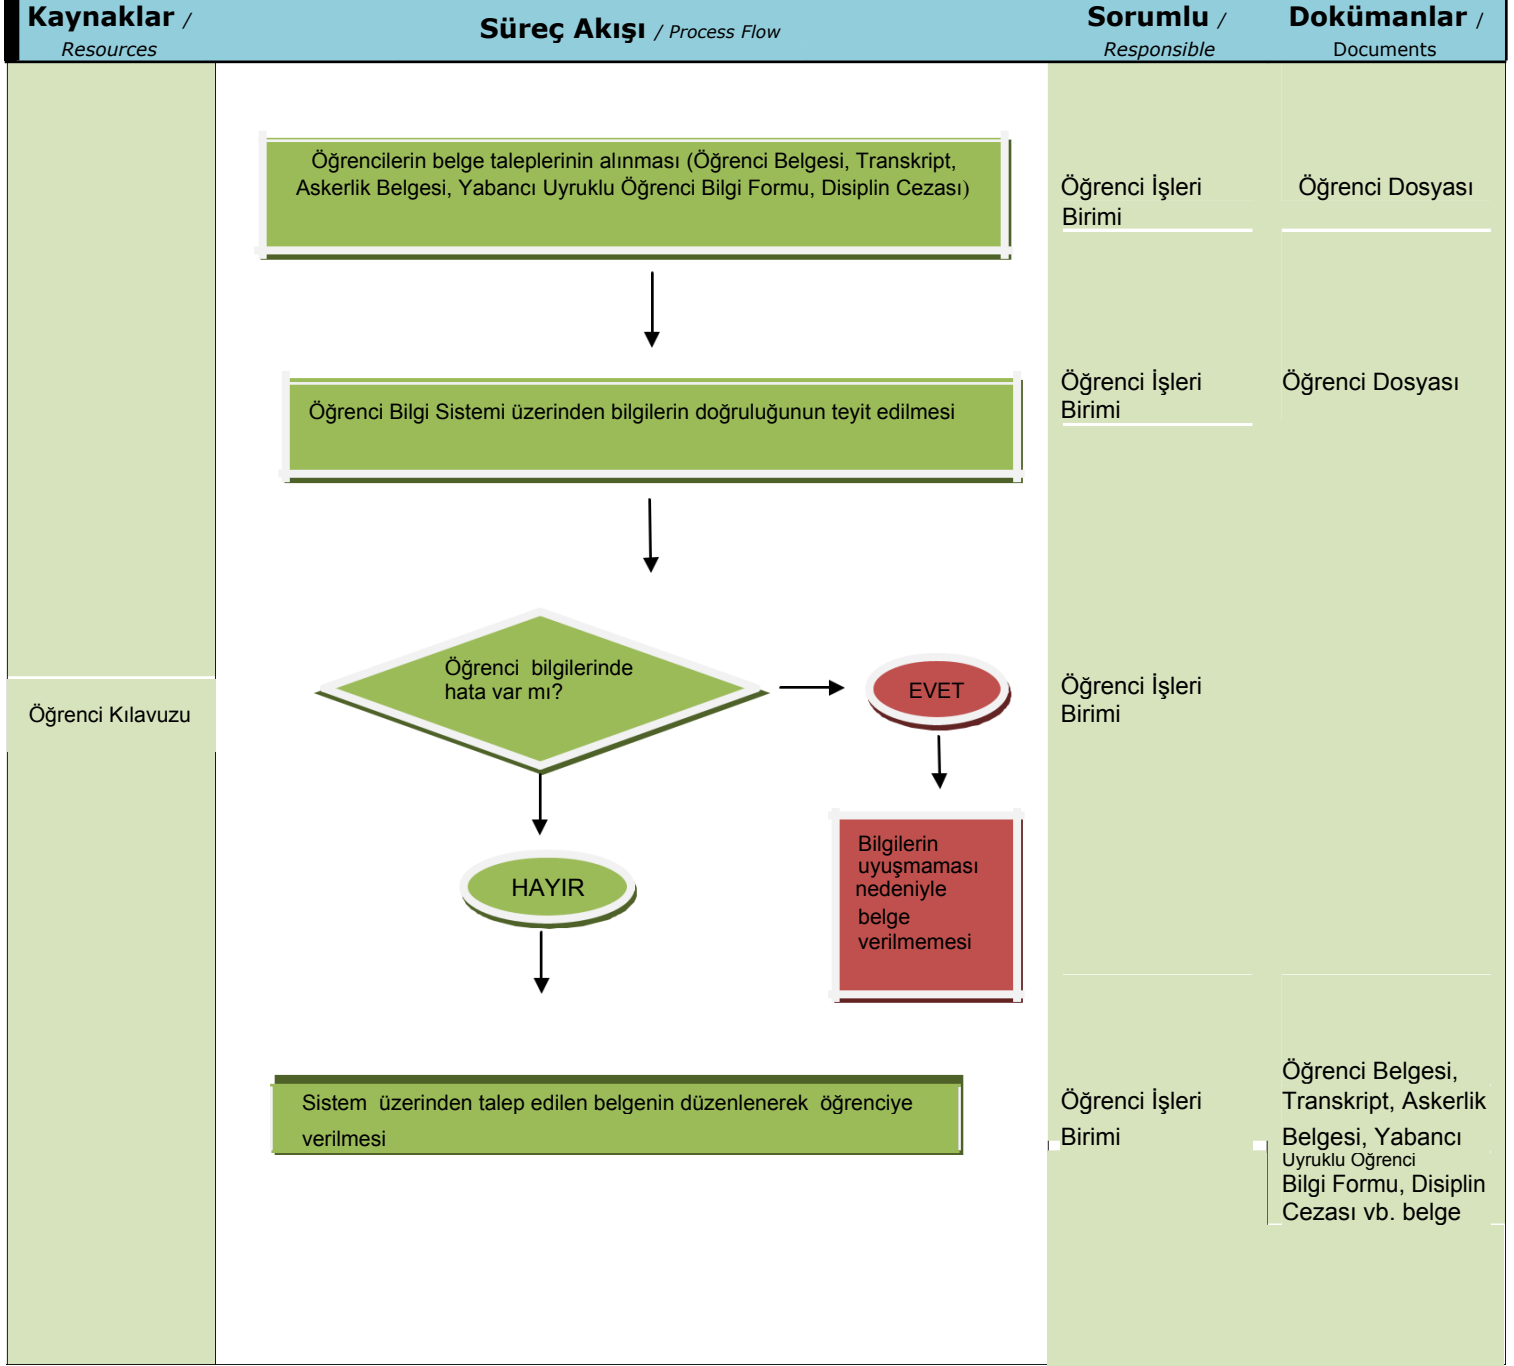 Kaynaklar /
Resources
Süreç Akışı / Process Flow
Sorumlu /
Responsible
Dokümanlar /
Documents
Öğrencilerin belge taleplerinin alınması (Öğrenci Belgesi, Transkript,
Askerlik Belgesi, Yabancı Uyruklu Öğrenci Bilgi Formu, Disiplin Cezası)
Öğrenci İşleri
Birimi
Öğrenci Dosyası
Öğrenci Bilgi Sistemi üzerinden bilgilerin doğruluğunun teyit edilmesi
Öğrenci İşleri
Birimi
Öğrenci Dosyası
Öğrenci Kılavuzu
Öğrenci bilgilerinde
hata var mı?
EVET
Öğrenci İşleri
Birimi
HAYIR
Bilgilerin
uyuşmaması
nedeniyle
belge
verilmemesi
Sistem üzerinden talep edilen belgenin düzenlenerek öğrenciye
verilmesi
Öğrenci İşleri
Birimi
Öğrenci Belgesi,
Transkript, Askerlik
Belgesi, Yabancı
Uyruklu Öğrenci
Bilgi Formu, Disiplin
Cezası vb. belge